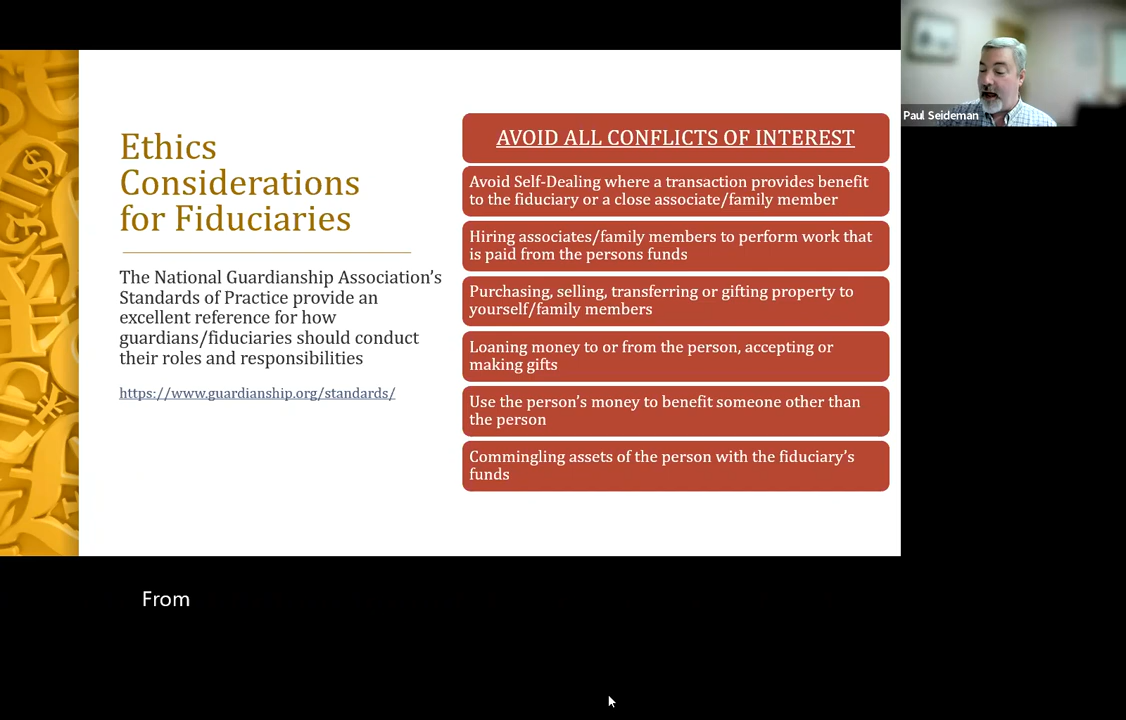 Ethics
Considerations
for Fiduciaries
The National Guardianship Association's
Standards of Practice provide an
excellent reference for how
guardians/fiduciaries should conduct
their roles and responsibilities
https://www.guardianship.org/standards/
AVOID ALL CONFLICTS OF INTEREST
Avoid Self-Dealing where a transaction provides benefit
to the fiduciary or a close associate/family member
Hiring associates/family members to perform work that
is paid from the persons funds
Purchasing, selling, transferring or gifting property to
yourself/family members
Loaning money to or from the person, accepting or
making gifts
Use the person's money to benefit someone other than
the person
Commingling assets of the person with the fiduciary's
funds
Paul Seideman
From